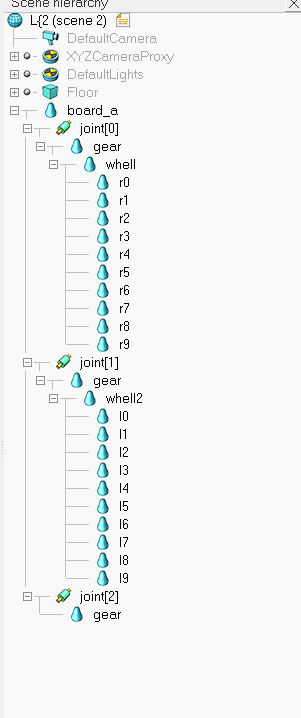 Scene hierarchy
L{2 (scene 2)
DefaultCamera
XYZCameraProxy
DefaultLights
Floor
board_a
joint[0]
gear
whell
r0
r1
r2
r3
r4
r5
r6
r7
r8
r9
joint[1]
gear
whell2
l0
l1
l2
l3
l4
l5
l6
l7
l8
l9
joint[2]
gear